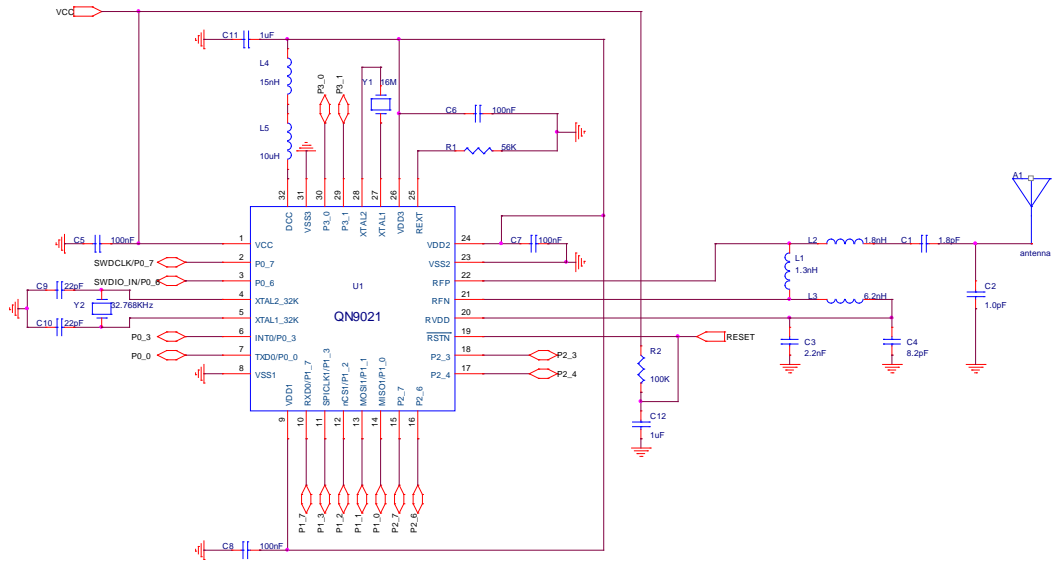 VCC
C11 1uF
L4
15nH
L5
10uH
P3_0
P3_1
Y1 16M
C6 100nF
R1 56K
32 31 30 29 28 27 26 25
DCC VSS3 P3_0 P3_1 XTAL2 XTAL1 VDD3 REXT
C5 100nF
1 VCC
SWDCLK/P0_7 2 P0_7
SWDIO_IN/P0_6 3 P0_6
C9 22pF
4 XTAL2_32K
Y2 32.768KHz
C10 22pF
5 XTAL1_32K
P0_3 6 INT0/P0_3
P0_0 7 TXD0/P0_0
8 VSS1
U1
QN9021
VDD2 24
C7 100nF
VSS2 23
RFP 22
RFN 21
RVDD 20
RSTN 19
RESET
P2_3 18 P2_3
P2_4 17 P2_4
L2 1.8nH
C1 1.8pF
L1
1.3nH
L3 6.2nH
A1
antenna
C2
1.0pF
C3
2.2nF
C4
8.2pF
R2
100K
C12
1uF
VDD1 RXD0/P1_7 SPICLK1/P1_3 nCS1/P1_2 MOSI1/P1_1 MISO1/P1_0 P2_7 P2_6
9 10 11 12 13 14 15 16
P1_7 P1_3 P1_2 P1_1 P1_0 P2_7 P2_6
C8 100nF